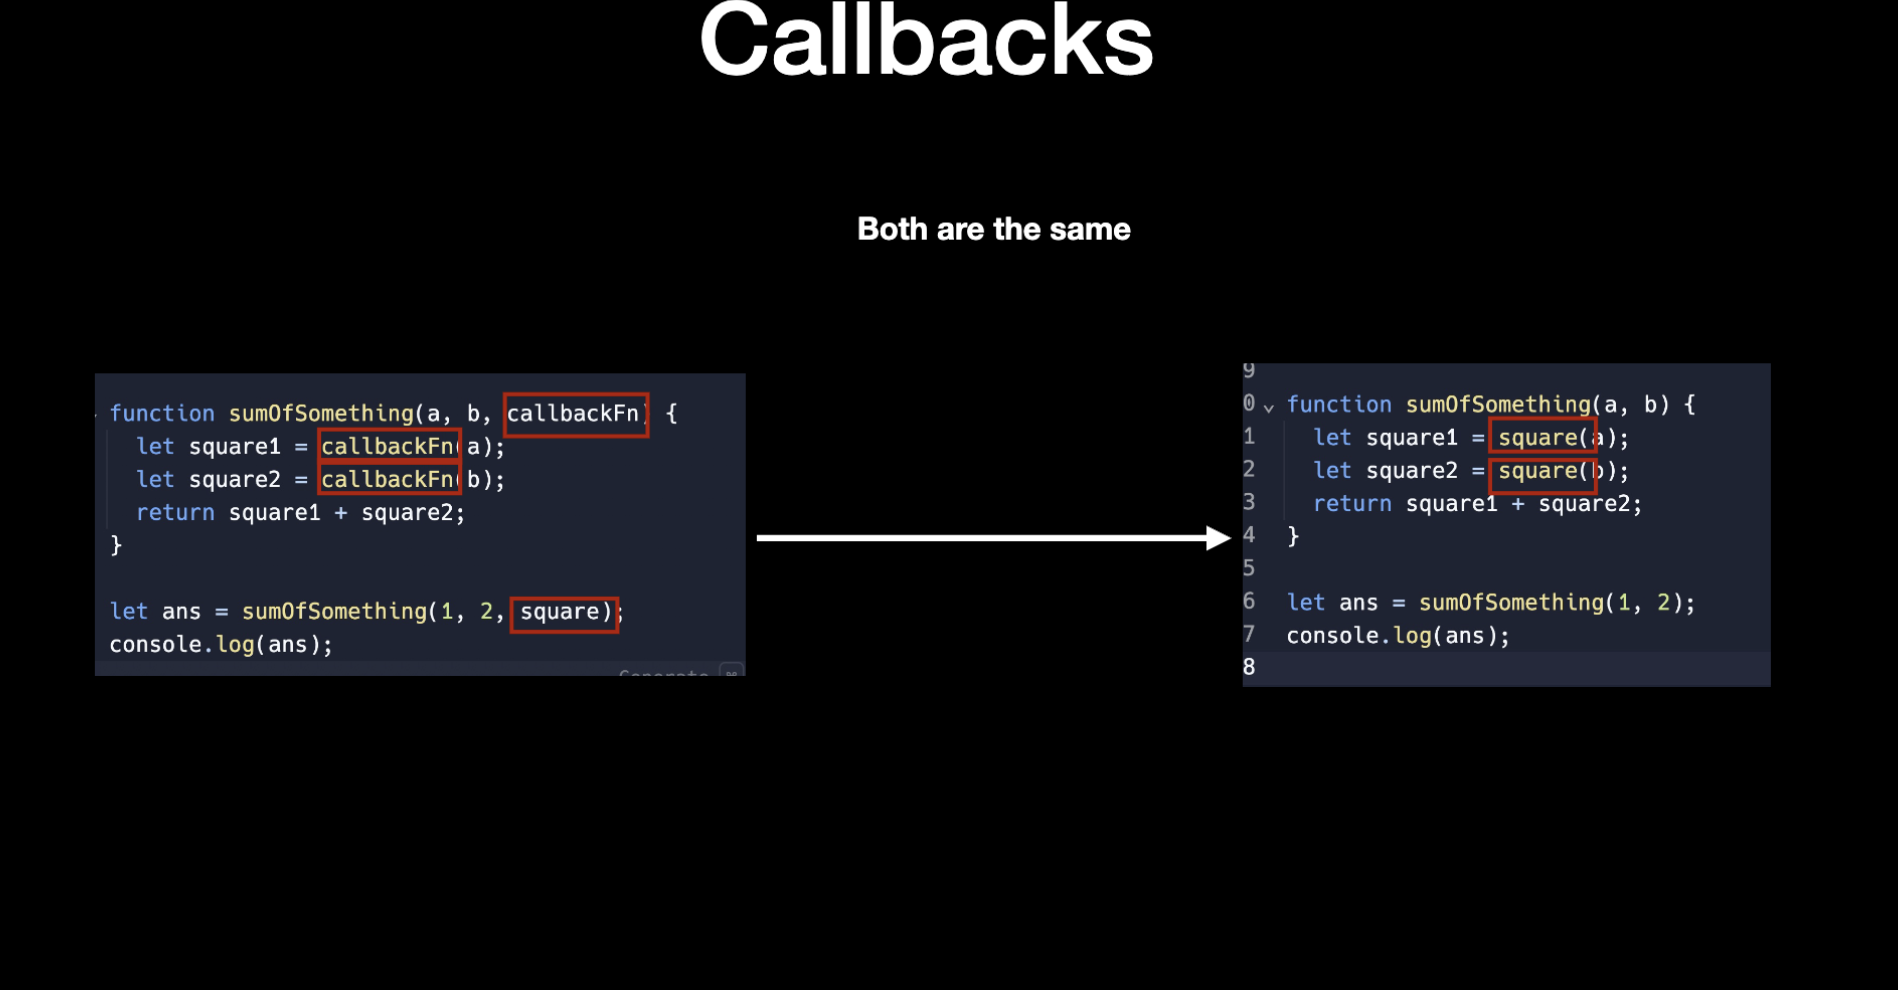 Callbacks
Both are the same
function sumOfSomething(a, b, callbackFn) {
let square1 = callbackFn(a);
let square2 = callbackFn(b);
return square1 + square2;
}
let ans = sumOfSomething(1, 2, square);
console.log(ans);
Generate ⌘
9
0 function sumOfSomething(a, b) {
1 let square1 = square(a);
2 let square2 = square(b);
3 return square1 + square2;
4 }
5
6 let ans = sumOfSomething(1, 2);
7 console.log(ans);
8